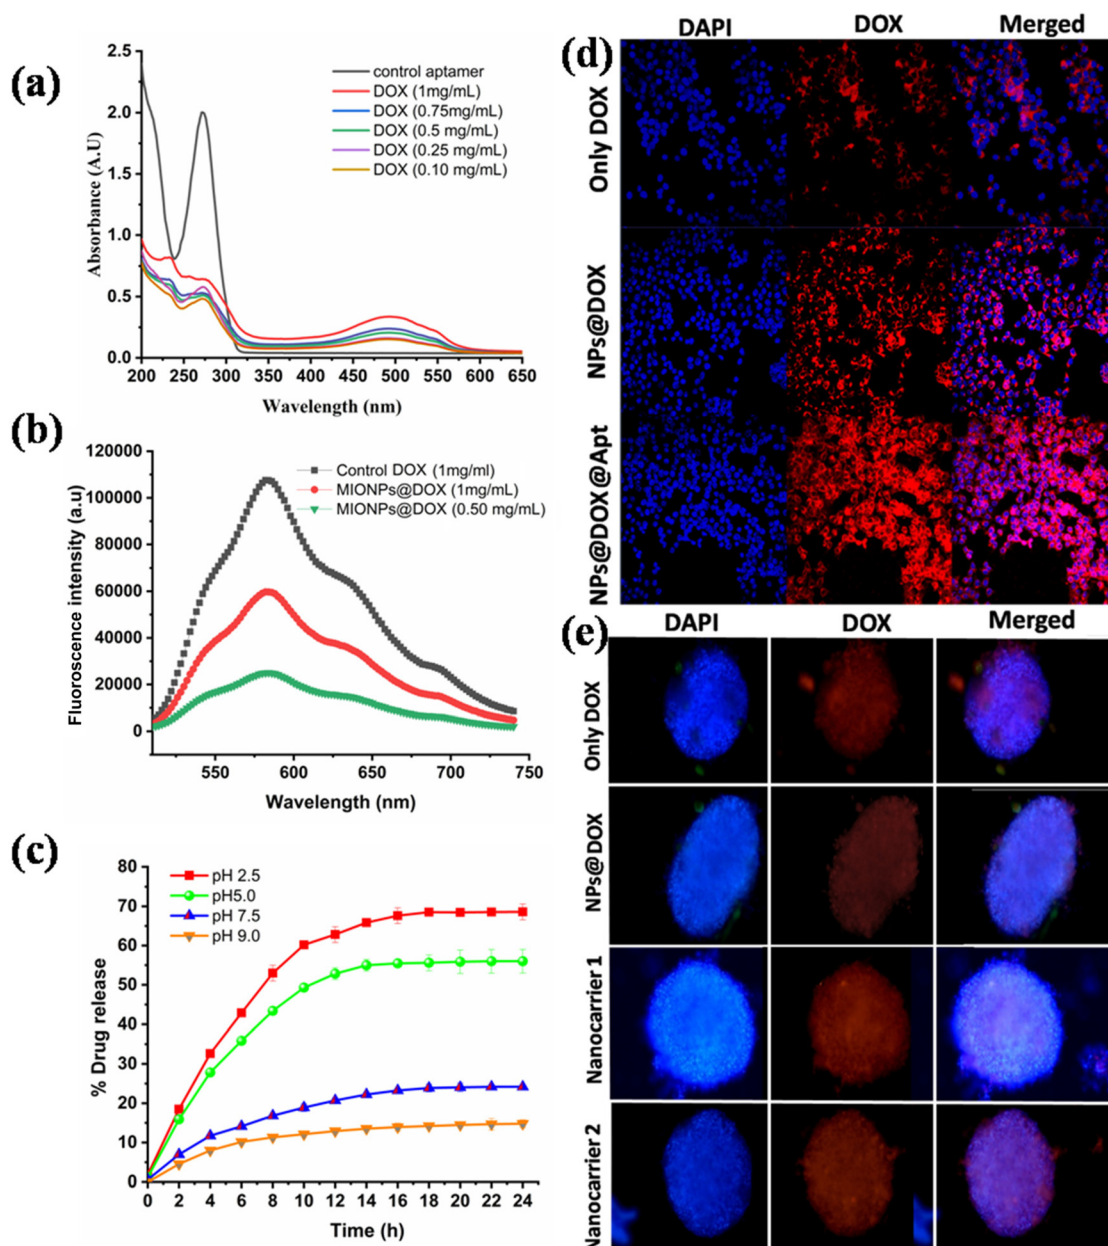 (a)
2.5
2.0
1.5
1.0
0.5
0.0
Absorbance (A.U)
control aptamer
DOX (1mg/mL)
DOX (0.75mg/mL)
DOX (0.5 mg/mL)
DOX (0.25 mg/mL)
DOX (0.10 mg/mL)
200 250 300 350 400 450 500 550 600 650
Wavelength (nm)
(b)
120000
100000
80000
60000
40000
20000
0
Fluoroscence intensity (a.u)
Control DOX (1mg/ml)
MIONPs@DOX (1mg/mL)
MIONPs@DOX (0.50 mg/mL)
550 600 650 700 750
Wavelength (nm)
(c)
80
70
60
50
40
30
20
10
0
% Drug release
pH 2.5
pH5.0
pH 7.5
pH 9.0
0 2 4 6 8 10 12 14 16 18 20 22 24
Time (h)
(d)
DAPI DOX Merged
Only DOX
NPs@DOX
NPs@DOX@Apt
(e)
DAPI DOX Merged
Only DOX
NPs@DOX
Nanocarrier 1
Nanocarrier 2